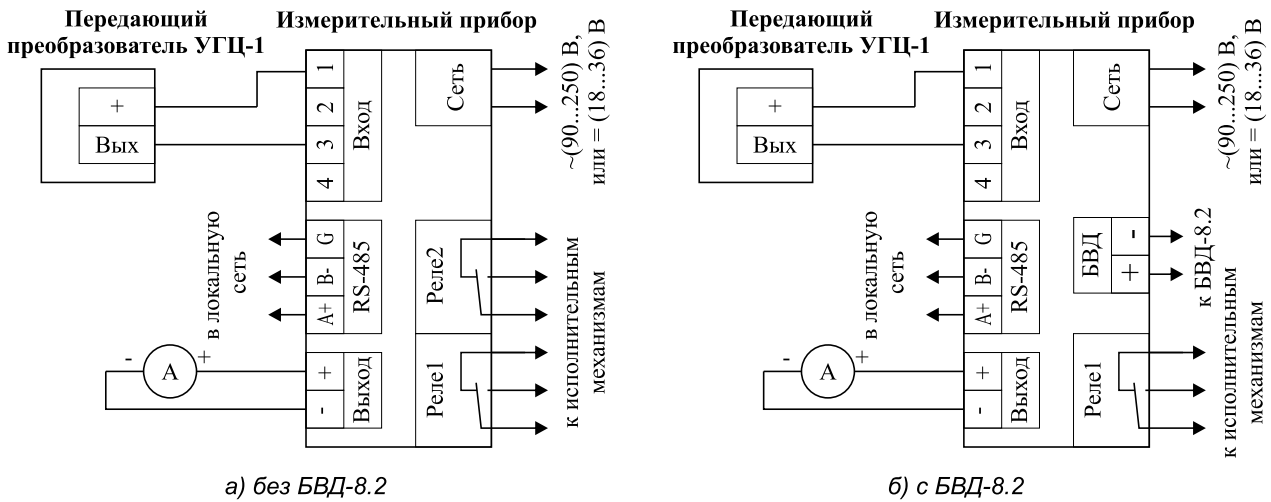 Передающий
преобразователь УГЦ-1
Измерительный прибор
+
Вых
1
2
3
4
Вход
Сеть
~(90...250) В,
или = (18...36) В
в локальную
сеть
G
B-
A+
RS-485
Реле2
Реле1
к исполнительным
механизмам
-
A
+
+
-
Выход
а) без БВД-8.2
Передающий
преобразователь УГЦ-1
Измерительный прибор
+
Вых
1
2
3
4
Вход
Сеть
~(90...250) В,
или = (18...36) В
в локальную
сеть
G
B-
A+
RS-485
БВД
-
+
к БВД-8.2
Реле1
к исполнительным
механизмам
-
A
+
+
-
Выход
б) с БВД-8.2